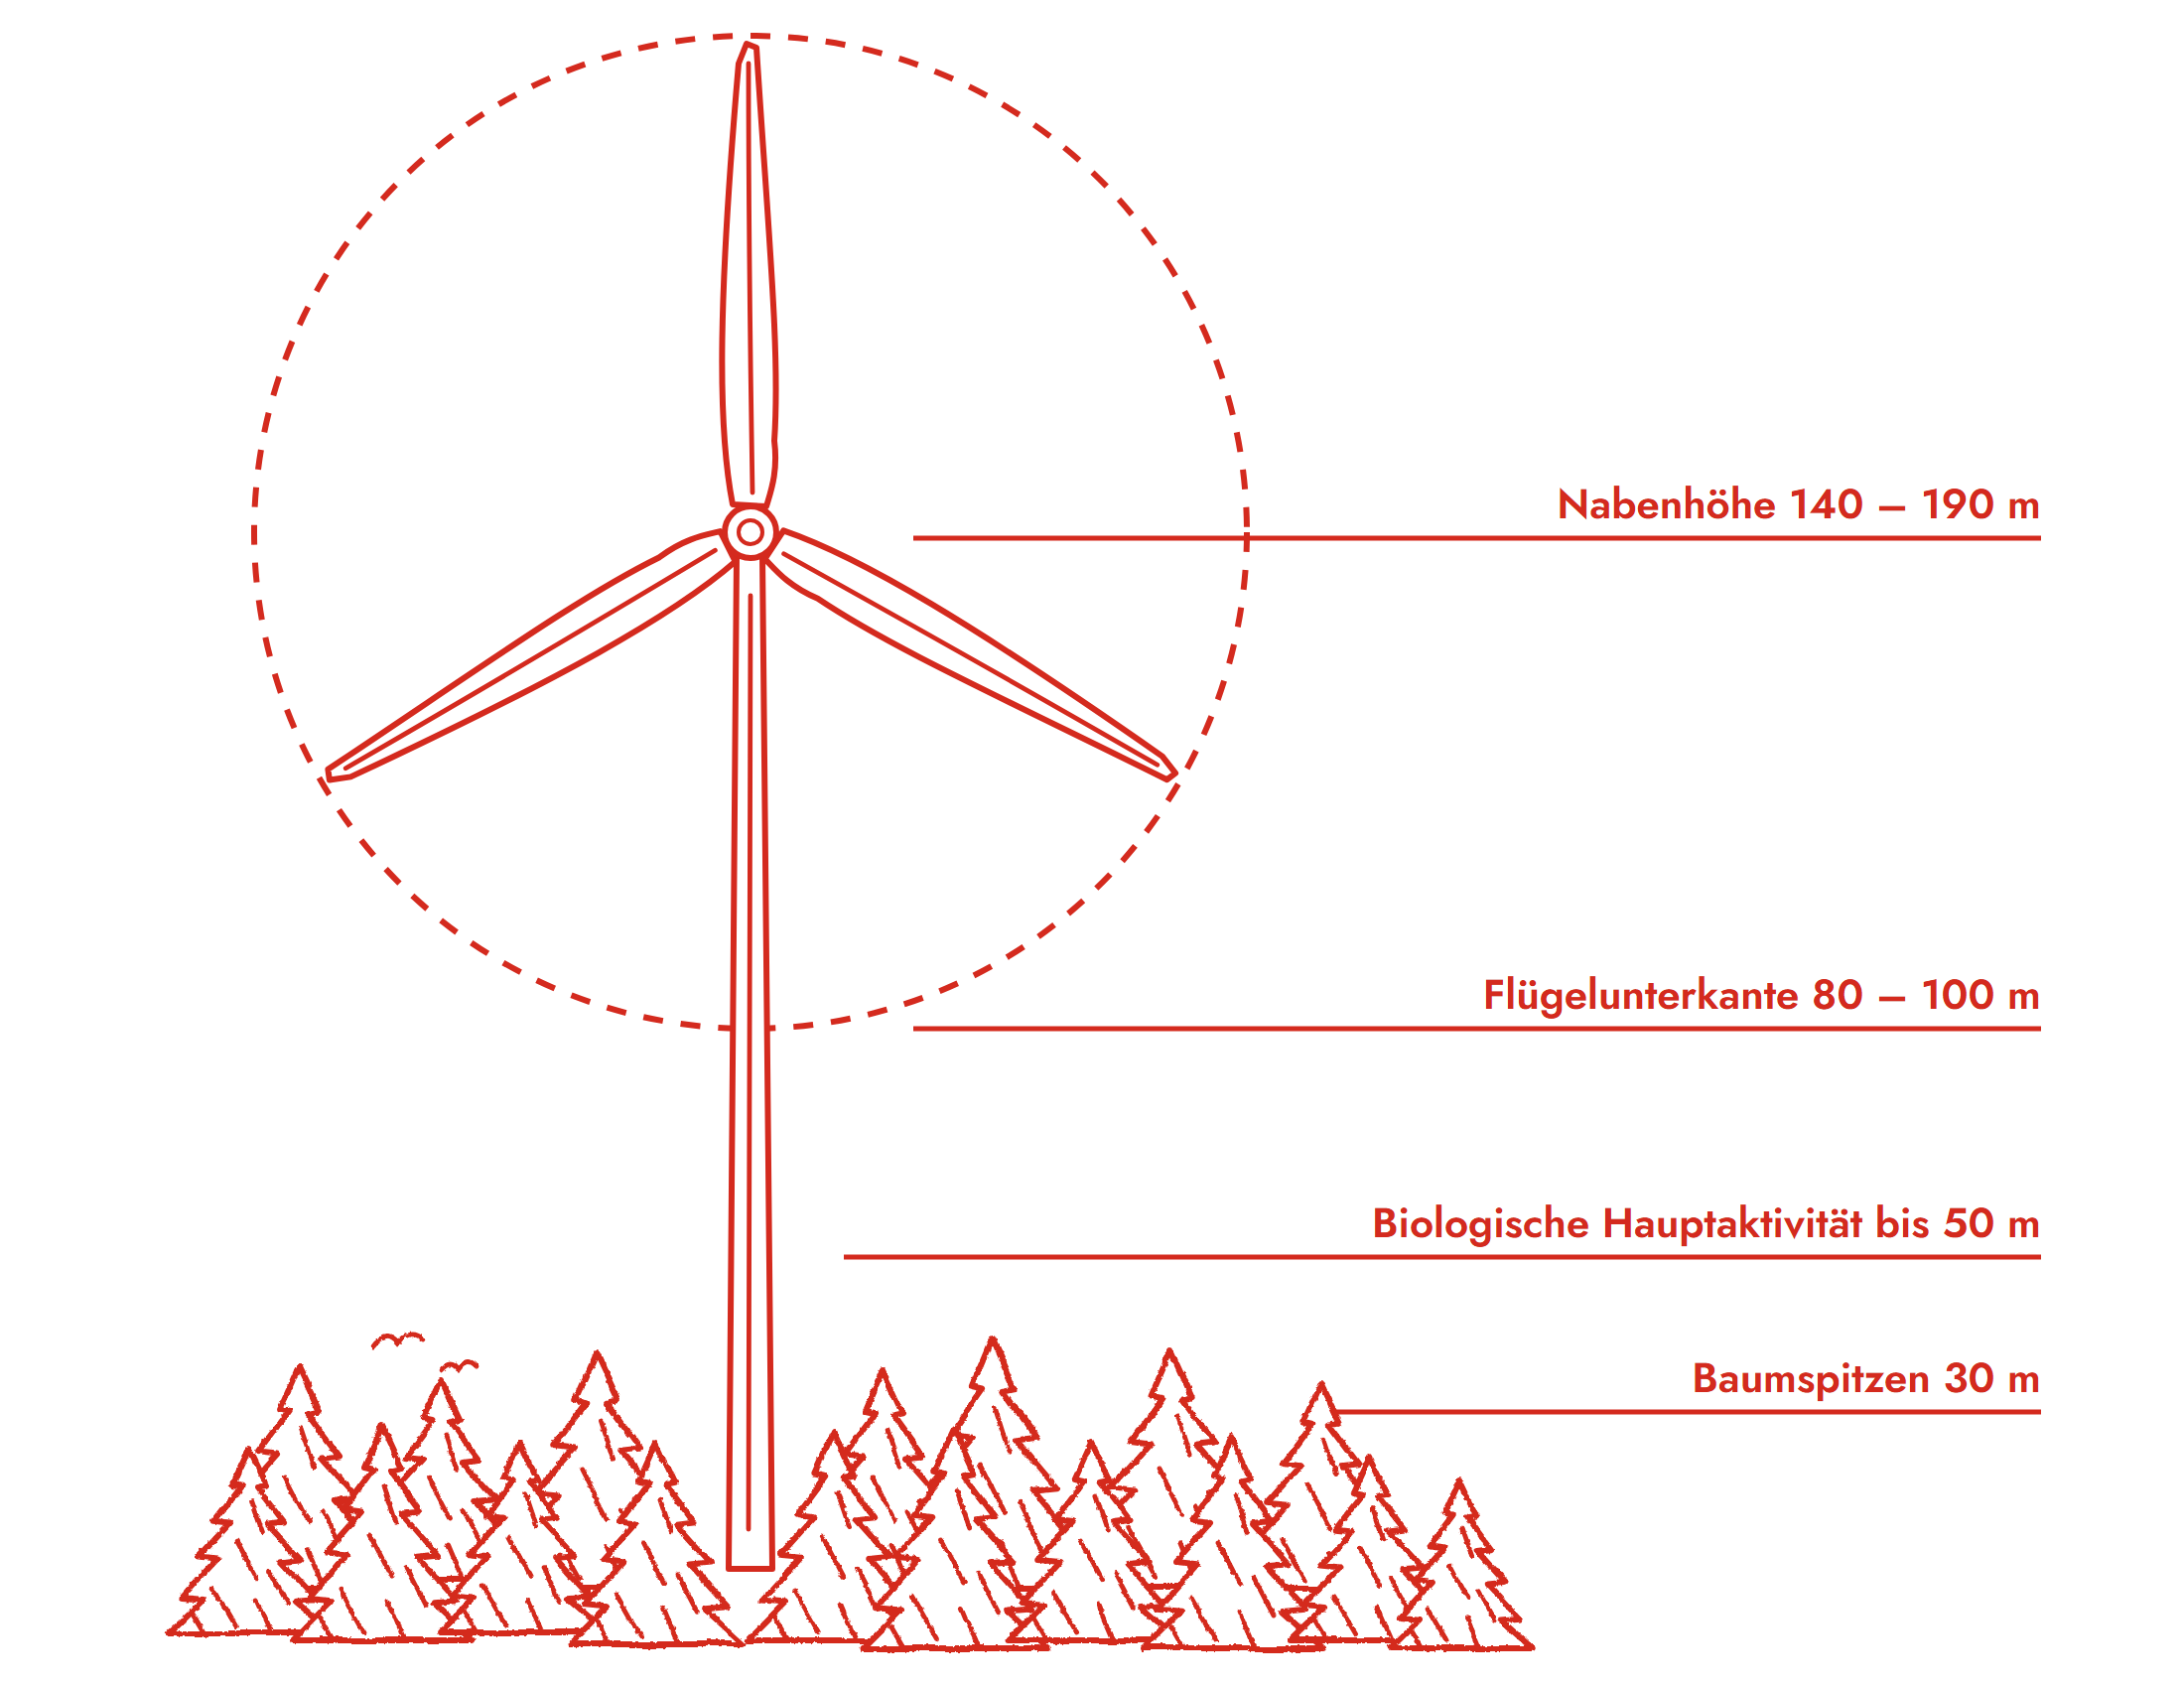 Nabenhöhe 140 – 190 m
Flügelunterkante 80 – 100 m
Biologische Hauptaktivität bis 50 m
Baumspitzen 30 m